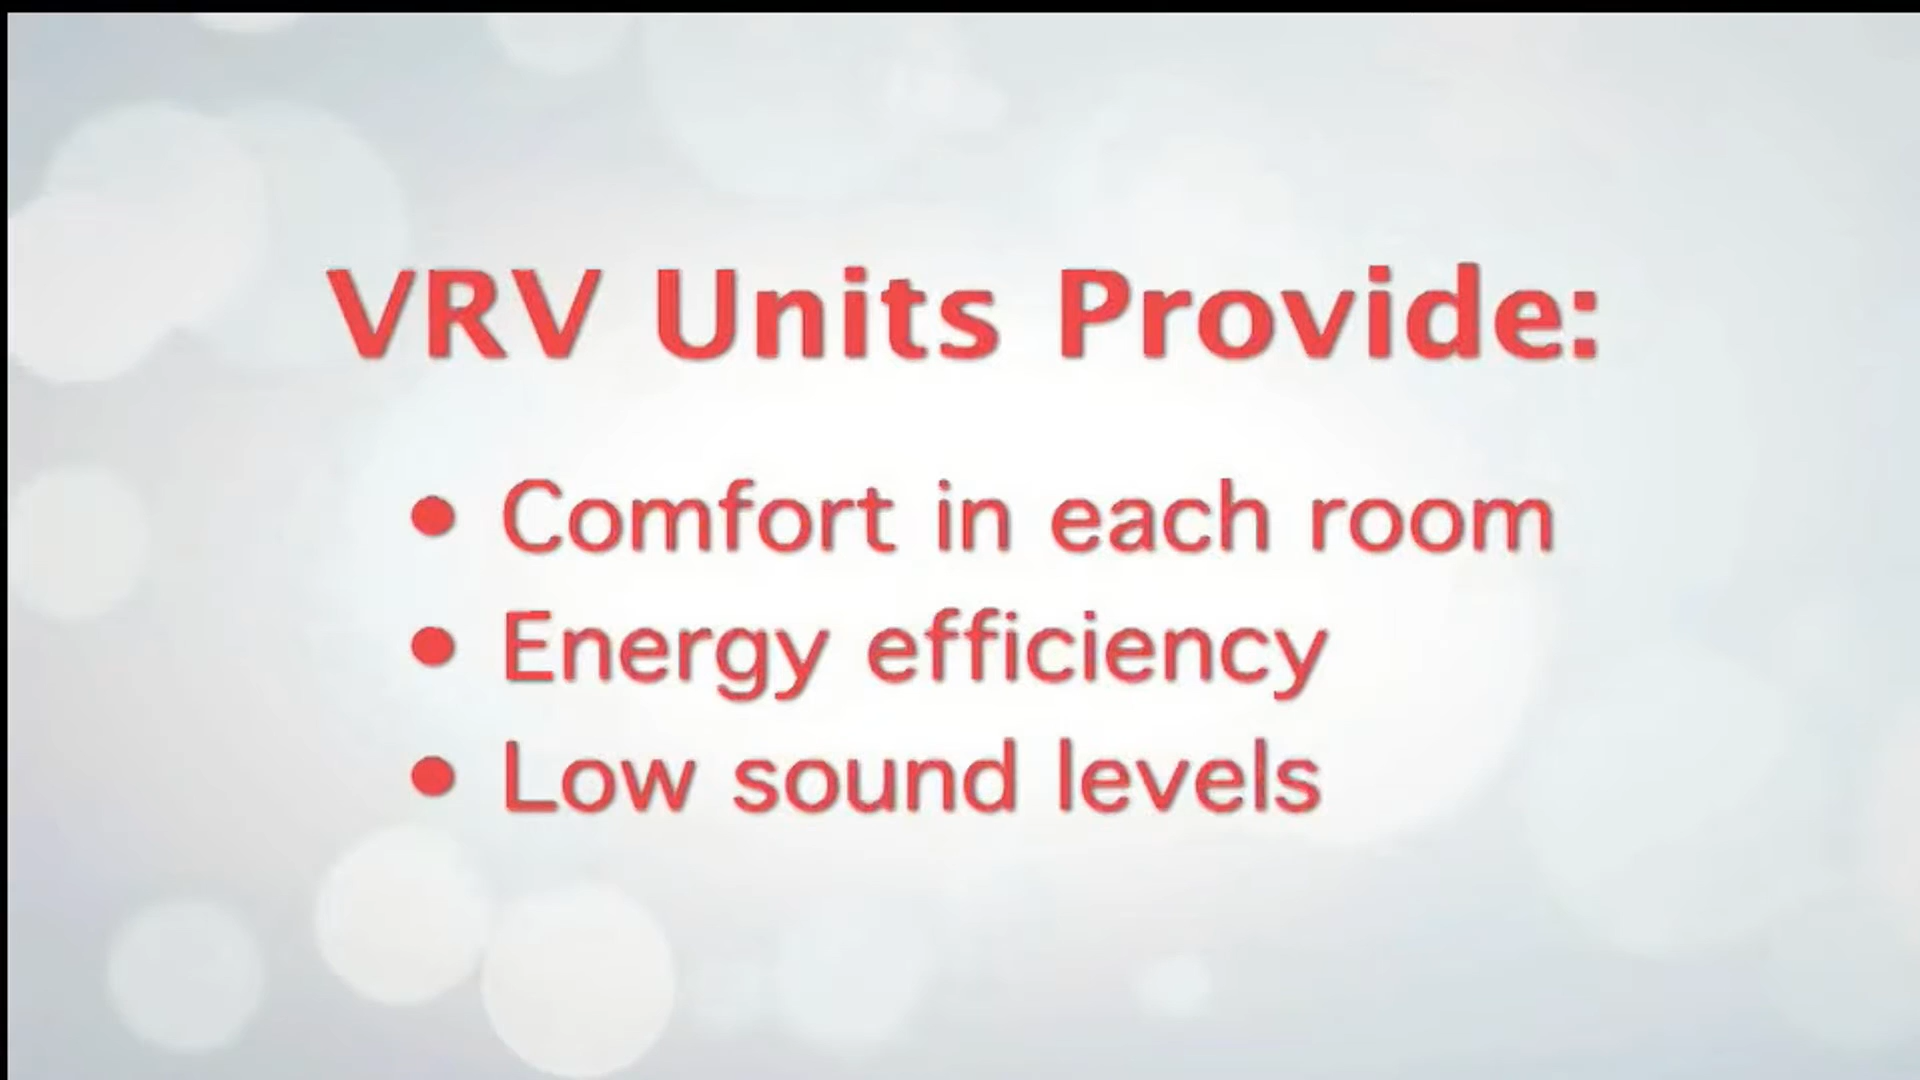 VRV Units Provide:
• Comfort in each room
• Energy efficiency
• Low sound levels